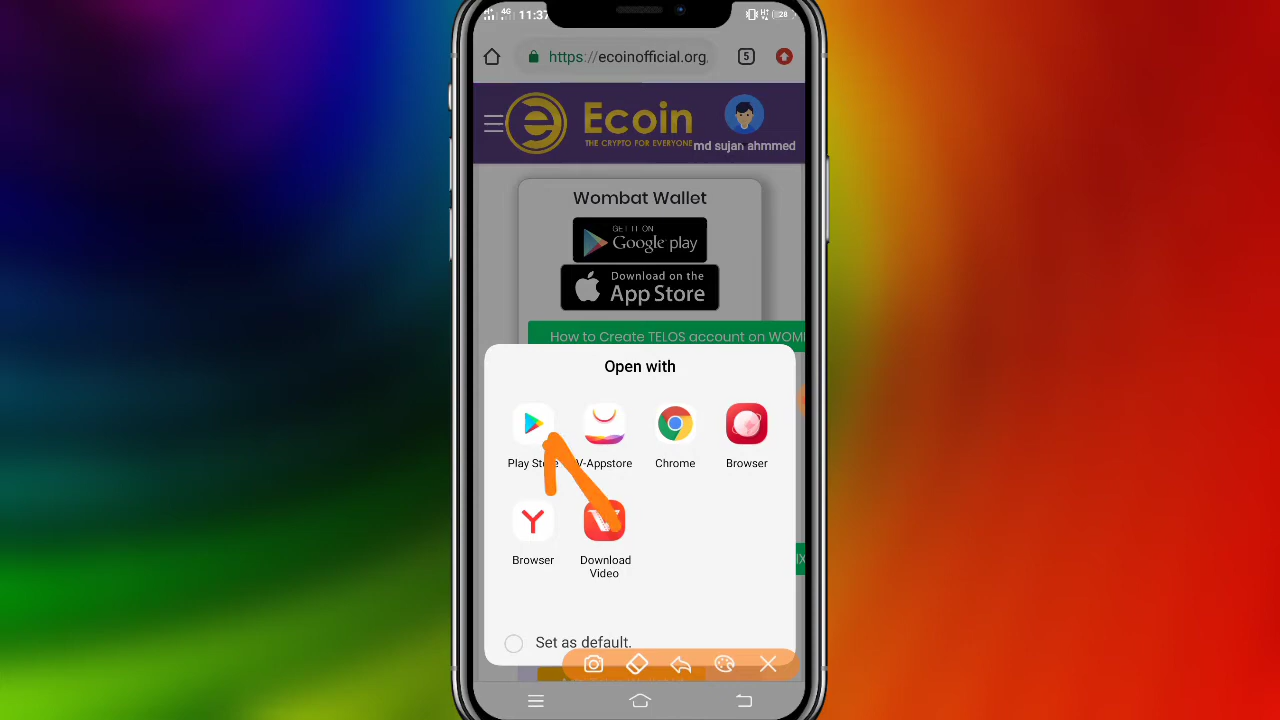 11:37
28
5
https://ecoinofficial.org
Ecoin
THE CRYPTO FOR EVERYONE
md sujan ahmmed
Wombat Wallet
GET IT ON
Google play
Download on the
App Store
How to Create TELOS account on WOM
Open with
Play Store
V-Appstore
Chrome
Browser
Browser
Download
Video
Set as default.